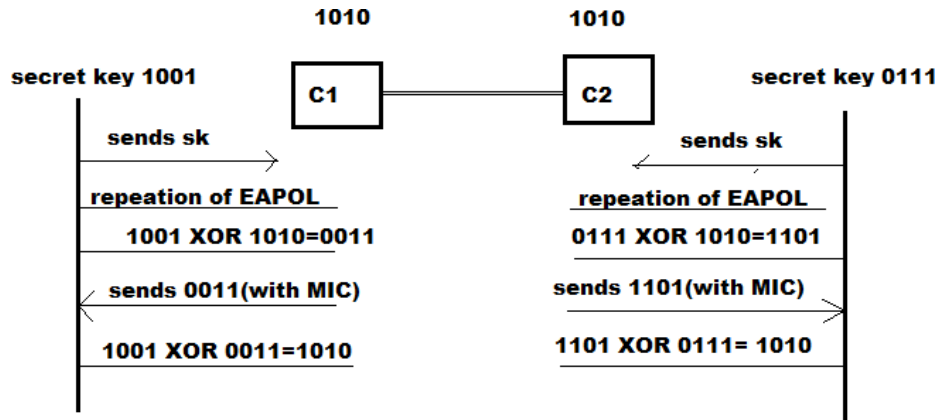 1010 1010
secret key 1001 secret key 0111
C1 C2
sends sk sends sk
repeation of EAPOL repeation of EAPOL
1001 XOR 1010=0011 0111 XOR 1010=1101
sends 0011(with MIC) sends 1101(with MIC)
1001 XOR 0011=1010 1101 XOR 0111= 1010